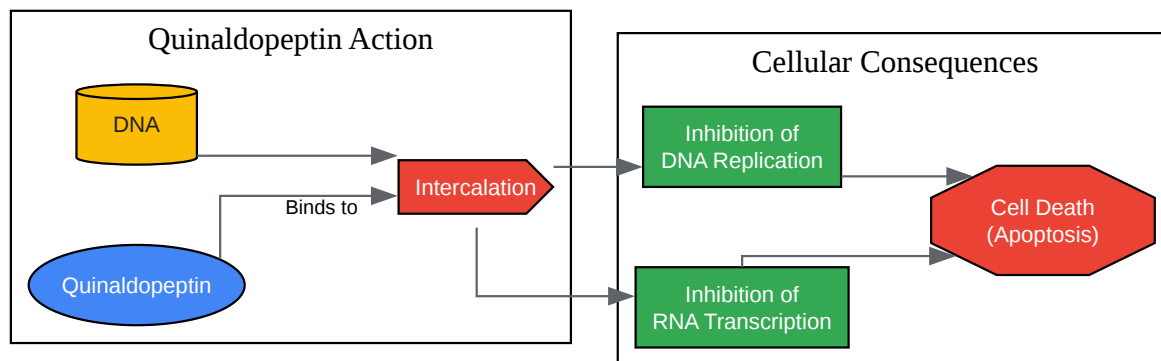 Quinaldopeptin Action
DNA
Intercalation
Binds to
Quinaldopeptin
Cellular Consequences
Inhibition of
DNA Replication
Cell Death
(Apoptosis)
Inhibition of
RNA Transcription